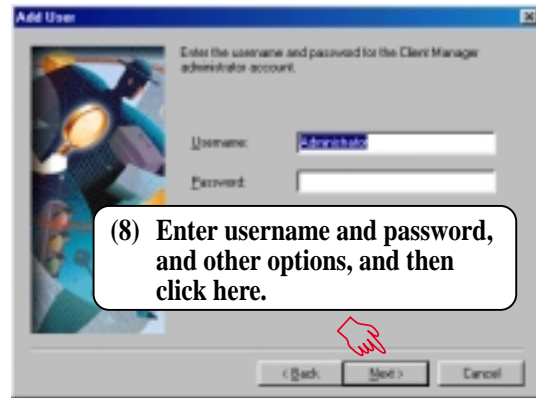 Add User
Enter the username and password for the Client Manager
administrator account.
Username:
Administrator
Password:
(8) Enter username and password,
and other options, and then
click here.
< Back
Next >
Cancel